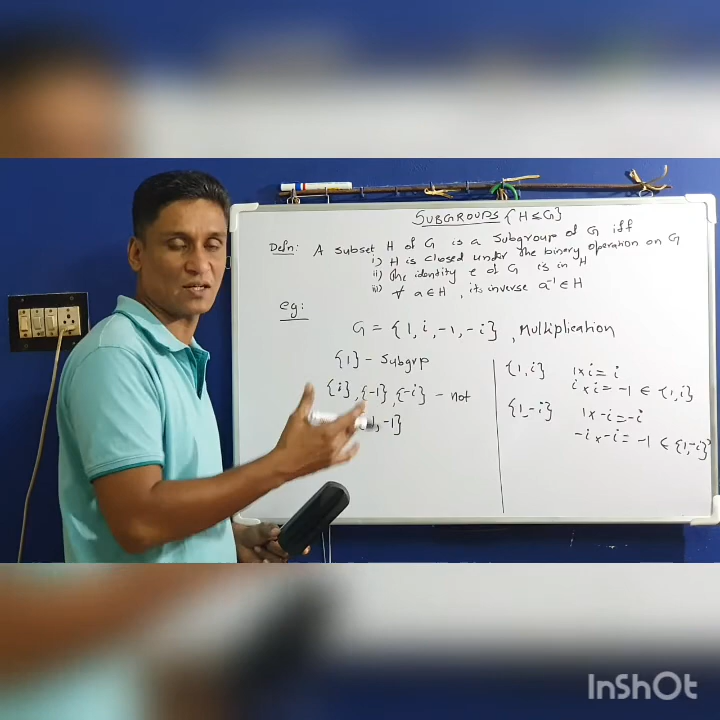 SUBGROUPS {H≤G}
Defn: A subset H of G is a subgroup of G iff
i) H is closed under the binary operation on G
ii) the identity e of G is in H
iii) ∀ a∈H, its inverse a⁻¹∈H
eg:
G = {1, i, -1, -i}, Multiplication
{1} - Subgrp
{i}, {-1}, {-i} - not
, -1}
{1, i} 1×i = i
i×i = -1 ∈ {1, i}
{1, -i} 1×-i = -i
-i×-i = -1 ∈ {1, -i}
InShOt